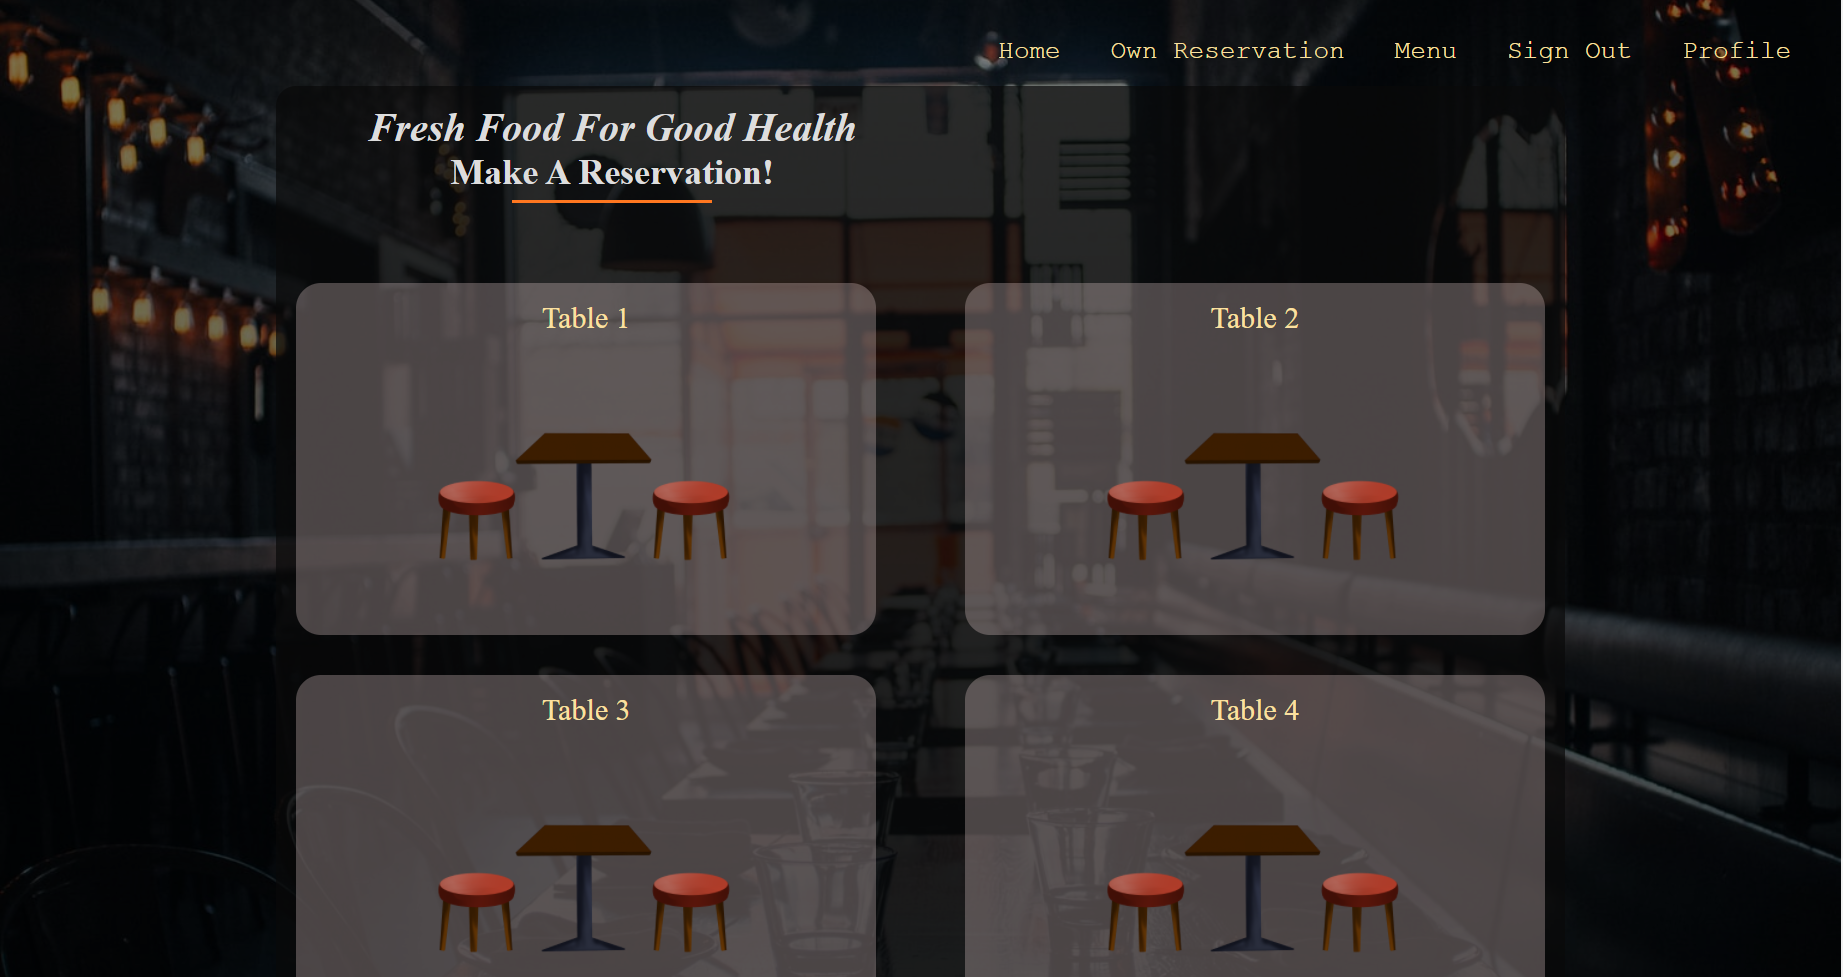 Home Own Reservation Menu Sign Out Profile
Fresh Food For Good Health
Make A Reservation!
Table 1
Table 2
Table 3
Table 4